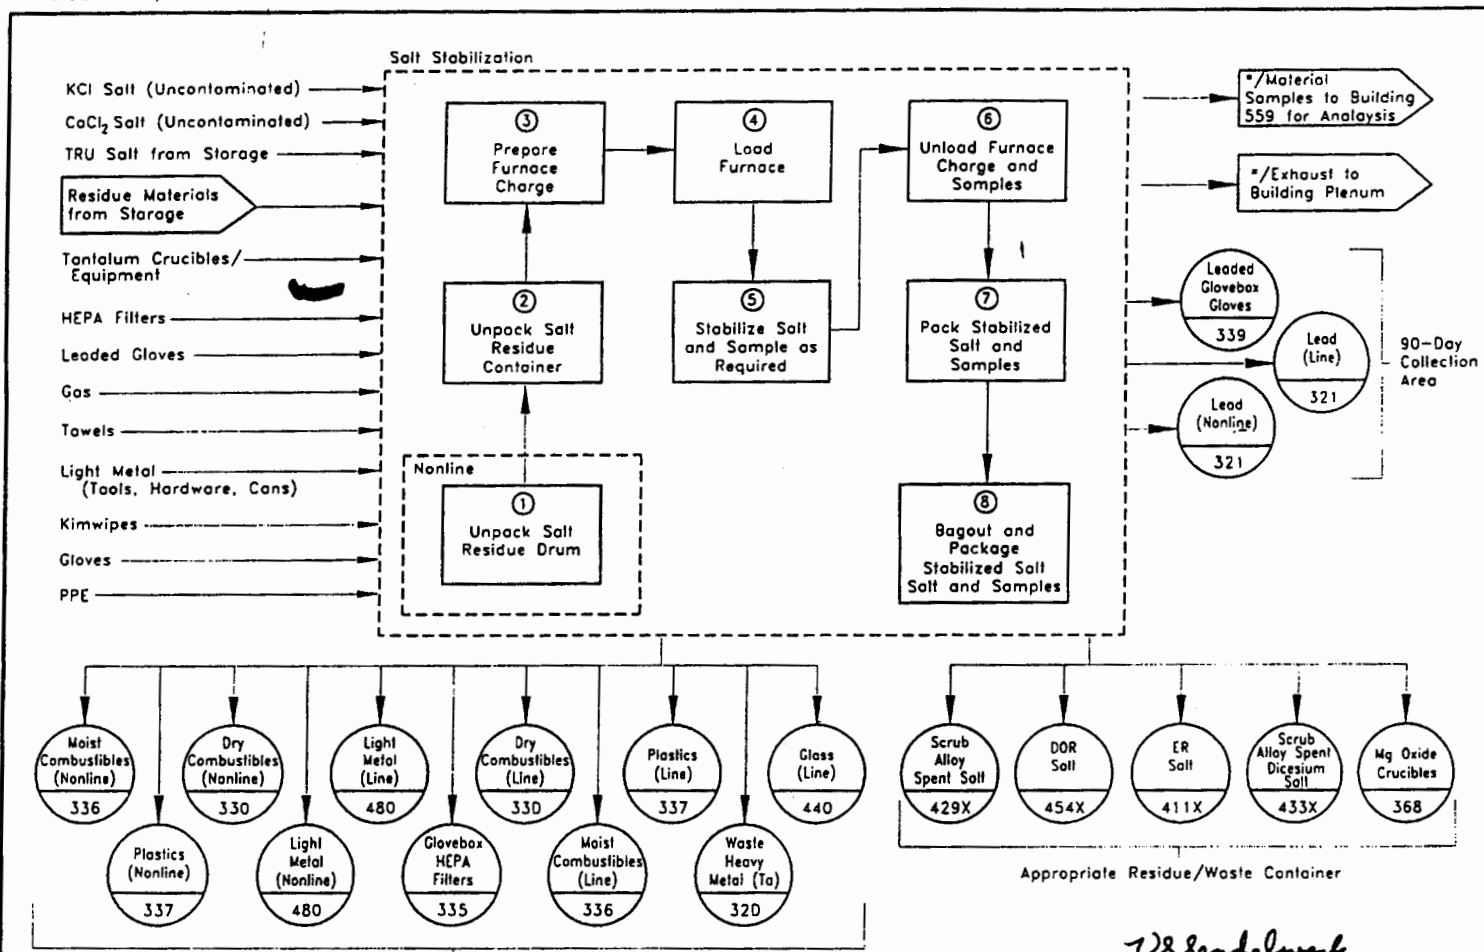 Salt Stabilization
KCl Salt (Uncontaminated)
CaCl₂ Salt (Uncontaminated)
TRU Salt from Storage
Residue Materials
from Storage
Tantalum Crucibles/
Equipment
HEPA Filters
Leaded Gloves
Gas
Towels
Light Metal
(Tools, Hardware, Cans)
Kimwipes
Gloves
PPE
③
Prepare
Furnace
Charge
④
Load
Furnace
⑥
Unload Furnace
Charge and
Samples
②
Unpack Salt
Residue
Container
⑤
Stabilize Salt
and Sample as
Required
⑦
Pack Stabilized
Salt and
Samples
Nonline
①
Unpack Salt
Residue Drum
⑧
Bagout and
Package
Stabilized Salt
Salt and Samples
*/Material
Samples to Building
559 for Analaysis
*/Exhaust to
Building Plenum
Leaded
Glovebox
Gloves
339
Lead
(Line)
321
Lead
(Nonline)
321
90-Day
Collection
Area
Moist
Combustibles
(Nonline)
336
Plastics
(Nonline)
337
Dry
Combustibles
(Nonline)
330
Light
Metal
(Nonline)
480
Light
Metal
(Line)
480
Glovebox
HEPA
Filters
335
Dry
Combustibles
(Line)
330
Moist
Combustibles
(Line)
336
Plastics
(Line)
337
Waste
Heavy
Metal (Ta)
320
Glass
(Line)
440
Scrub
Alloy
Spent Salt
429X
DOR
Salt
454X
ER
Salt
411X
Scrub
Alloy Spent
Dicesium
Salt
433X
Mg Oxide
Crucibles
368
Appropriate Residue/Waste Container